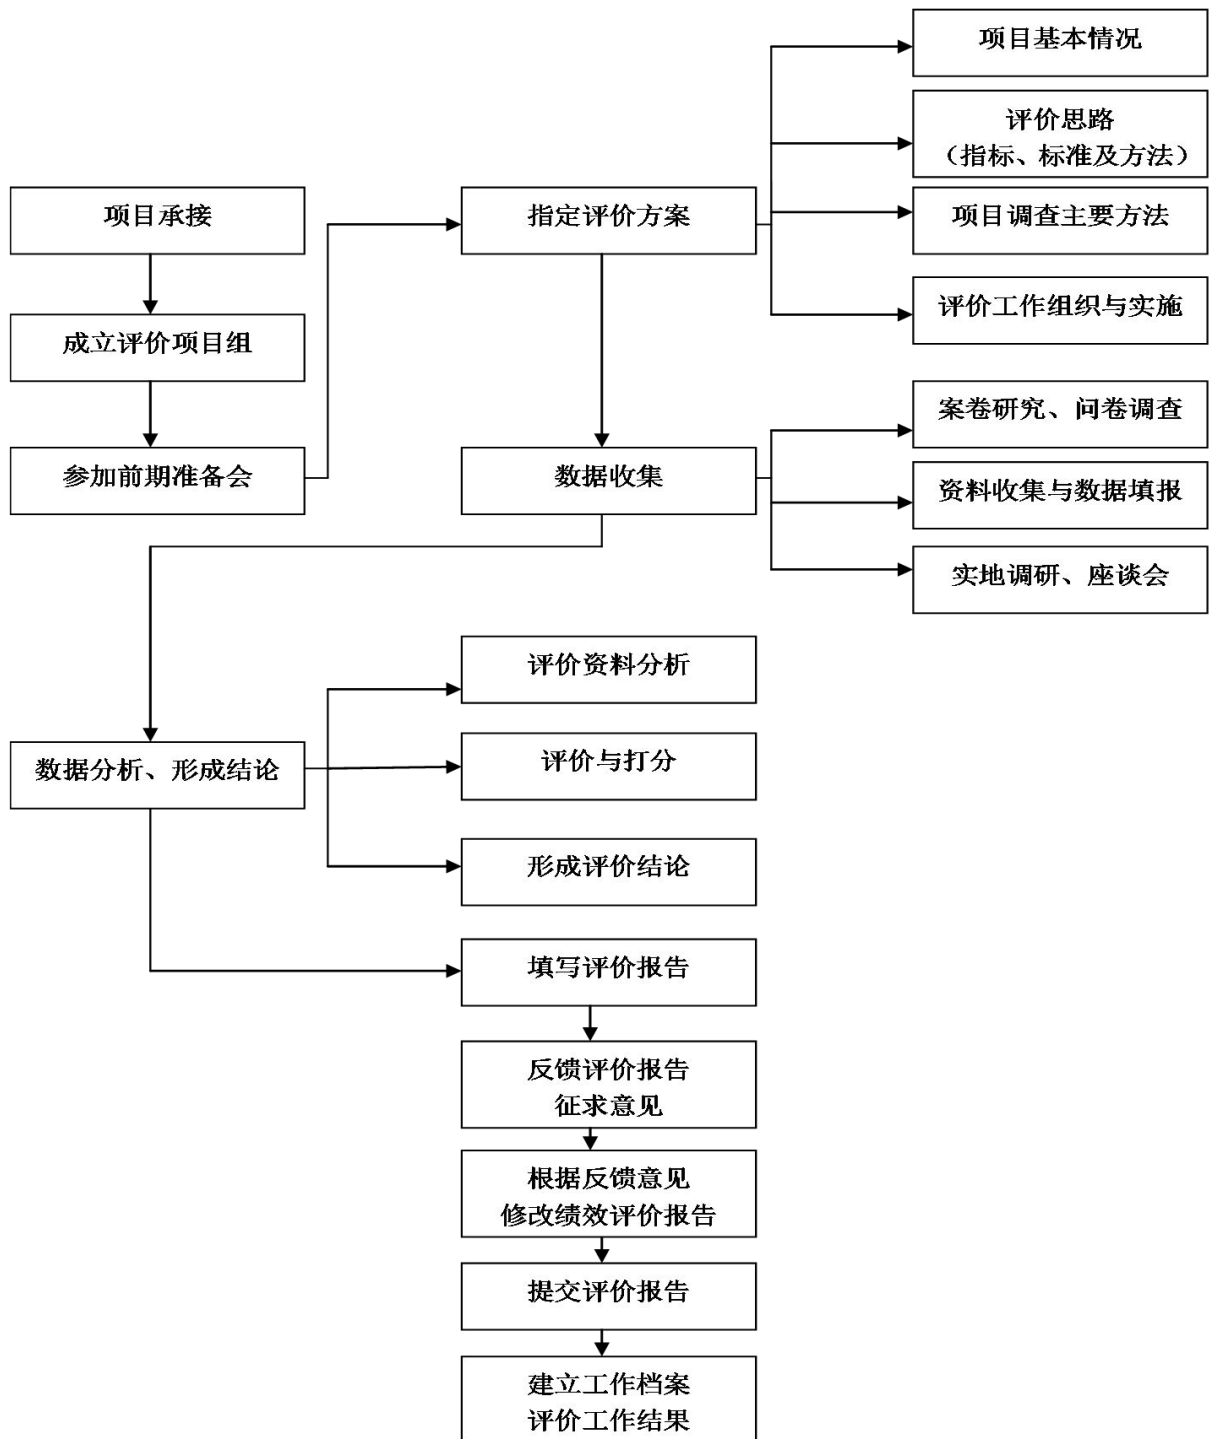 项目承接
成立评价项目组
参加前期准备会
指定评价方案
项目基本情况
评价思路
（指标、标准及方法）
项目调查主要方法
评价工作组织与实施
数据收集
案卷研究、问卷调查
资料收集与数据填报
实地调研、座谈会
数据分析、形成结论
评价资料分析
评价与打分
形成评价结论
填写评价报告
反馈评价报告
征求意见
根据反馈意见
修改绩效评价报告
提交评价报告
建立工作档案
评价工作结果